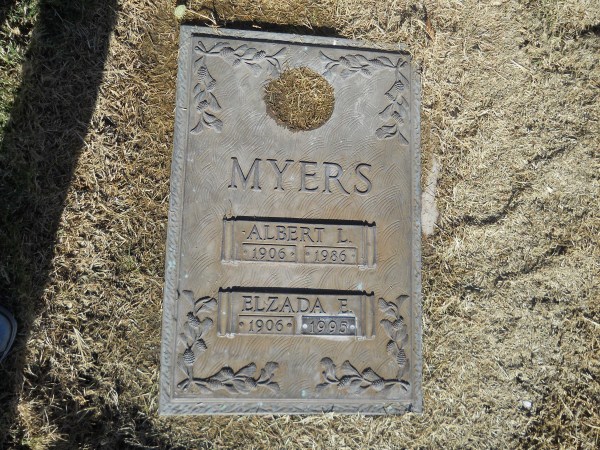 MYERS
ALBERT L.
1906 1986
ELZADA E.
1906 1995